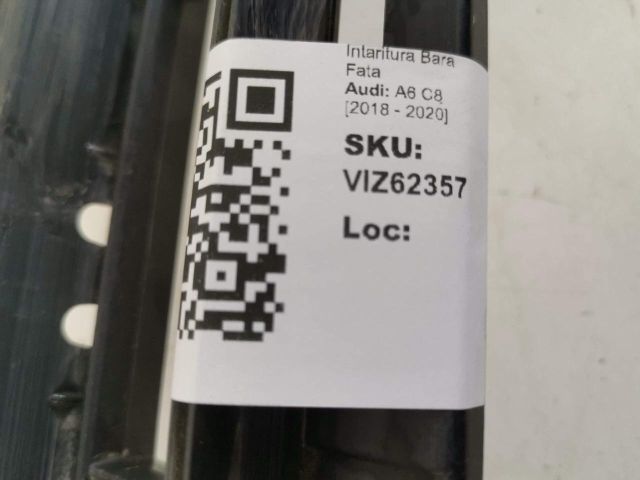 Intaritura Bara
Fata
Audi: A6 C8
[2018 - 2020]
SKU:
VIZ62357
Loc: